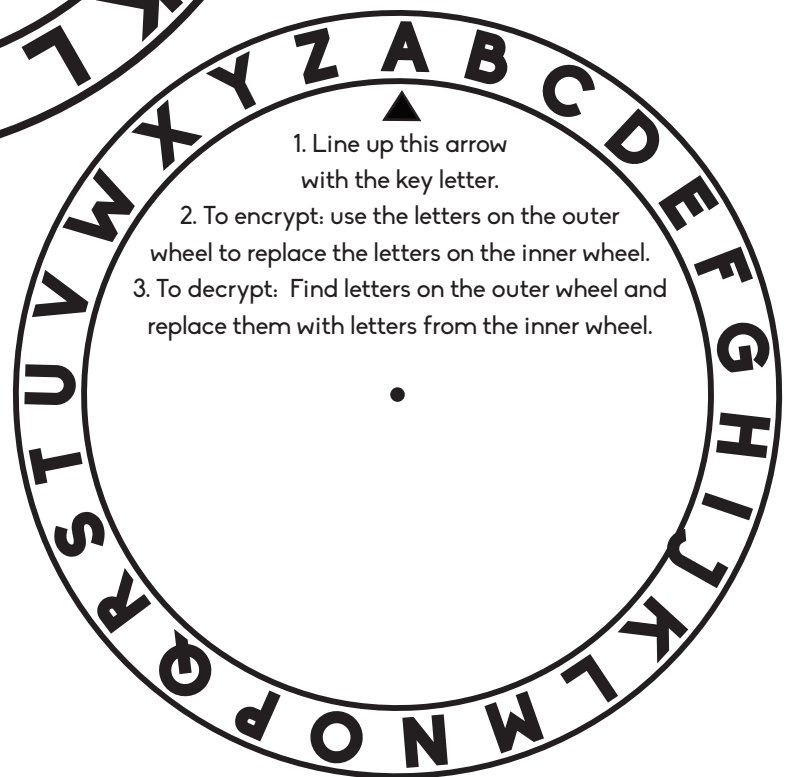 K
L
A B C D E F G H I J K L M N O P Q R S T U V W X Y Z
1. Line up this arrow
with the key letter.
2. To encrypt: use the letters on the outer
wheel to replace the letters on the inner wheel.
3. To decrypt: Find letters on the outer wheel and
replace them with letters from the inner wheel.